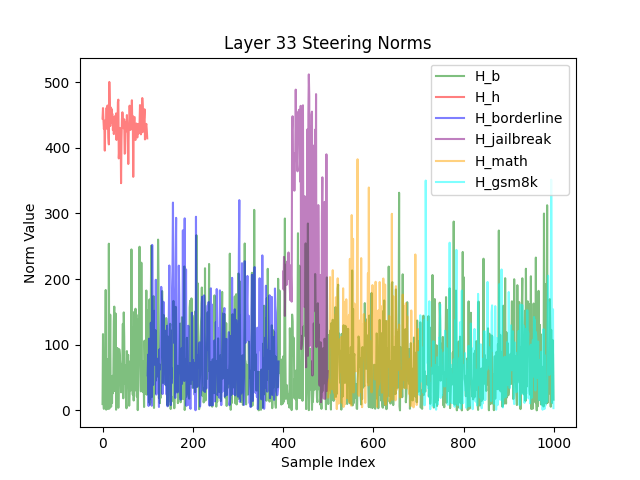 Layer 33 Steering Norms
Norm Value
500
400
300
200
100
0
H_b
H_h
H_borderline
H_jailbreak
H_math
H_gsm8k
0
200
400
600
800
1000
Sample Index